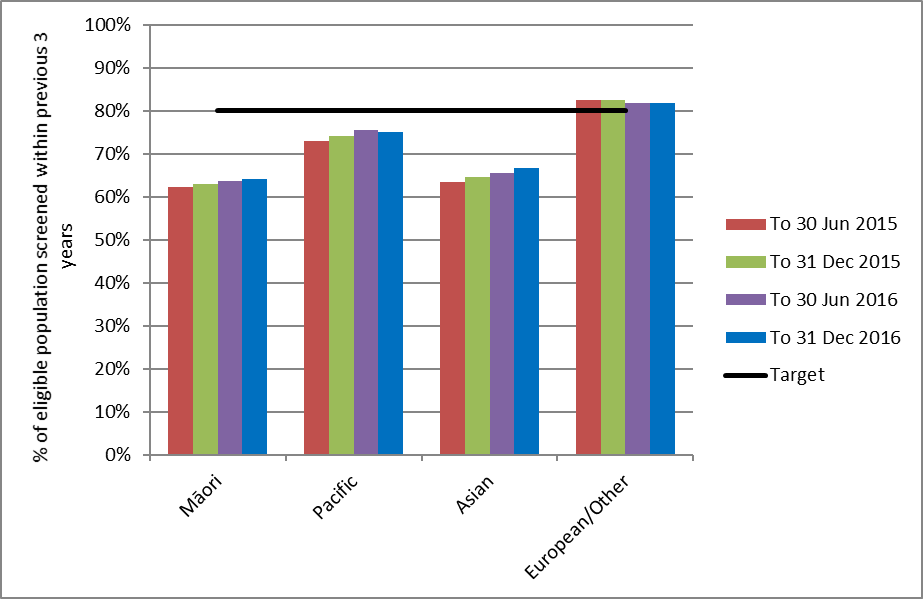 % of eligible population screened within previous 3
years
100%
90%
80%
70%
60%
50%
40%
30%
20%
10%
0%
Māori
Pacific
Asian
European/Other
To 30 Jun 2015
To 31 Dec 2015
To 30 Jun 2016
To 31 Dec 2016
Target